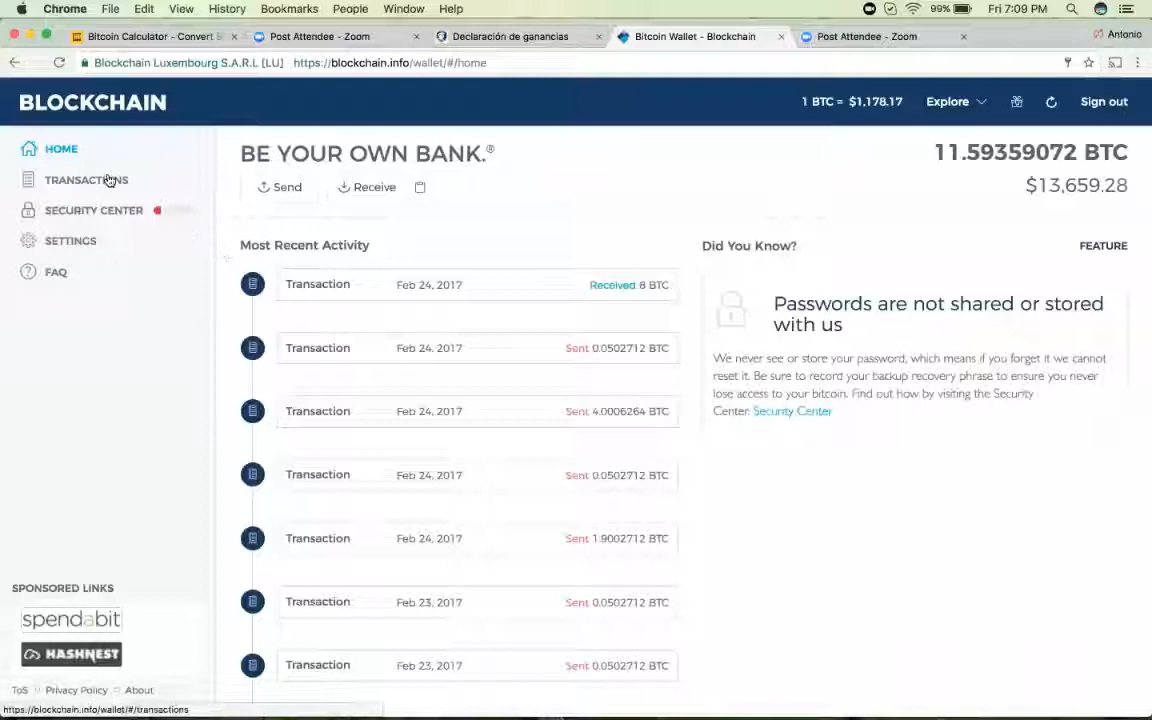 Chrome File Edit View History Bookmarks People Window Help 99% Fri 7:09 PM
Bitcoin Calculator - Convert Post Attendee - Zoom Declaración de ganancias Bitcoin Wallet - Blockchain Post Attendee - Zoom Antonio
Blockchain Luxembourg S.A.R.L [LU] https://blockchain.info/wallet/#/home
BLOCKCHAIN 1 BTC = $1,178.17 Explore Sign out
HOME
TRANSACTIONS
SECURITY CENTER
SETTINGS
FAQ
BE YOUR OWN BANK.®
Send Receive
11.59359072 BTC
$13,659.28
Most Recent Activity
Transaction Feb 24, 2017 Received 8 BTC
Transaction Feb 24, 2017 Sent 0.0502712 BTC
Transaction Feb 24, 2017 Sent 4.0006264 BTC
Transaction Feb 24, 2017 Sent 0.0502712 BTC
Transaction Feb 24, 2017 Sent 1.9002712 BTC
Transaction Feb 23, 2017 Sent 0.0502712 BTC
Transaction Feb 23, 2017 Sent 0.0502712 BTC
Did You Know? FEATURE
Passwords are not shared or stored
with us
We never see or store your password, which means if you forget it we cannot
reset it. Be sure to record your backup recovery phrase to ensure you never
lose access to your bitcoin. Find out how by visiting the Security
Center: Security Center
SPONSORED LINKS
spendabit
HASHNEST
ToS Privacy Policy About
https://blockchain.info/wallet/#/transactions